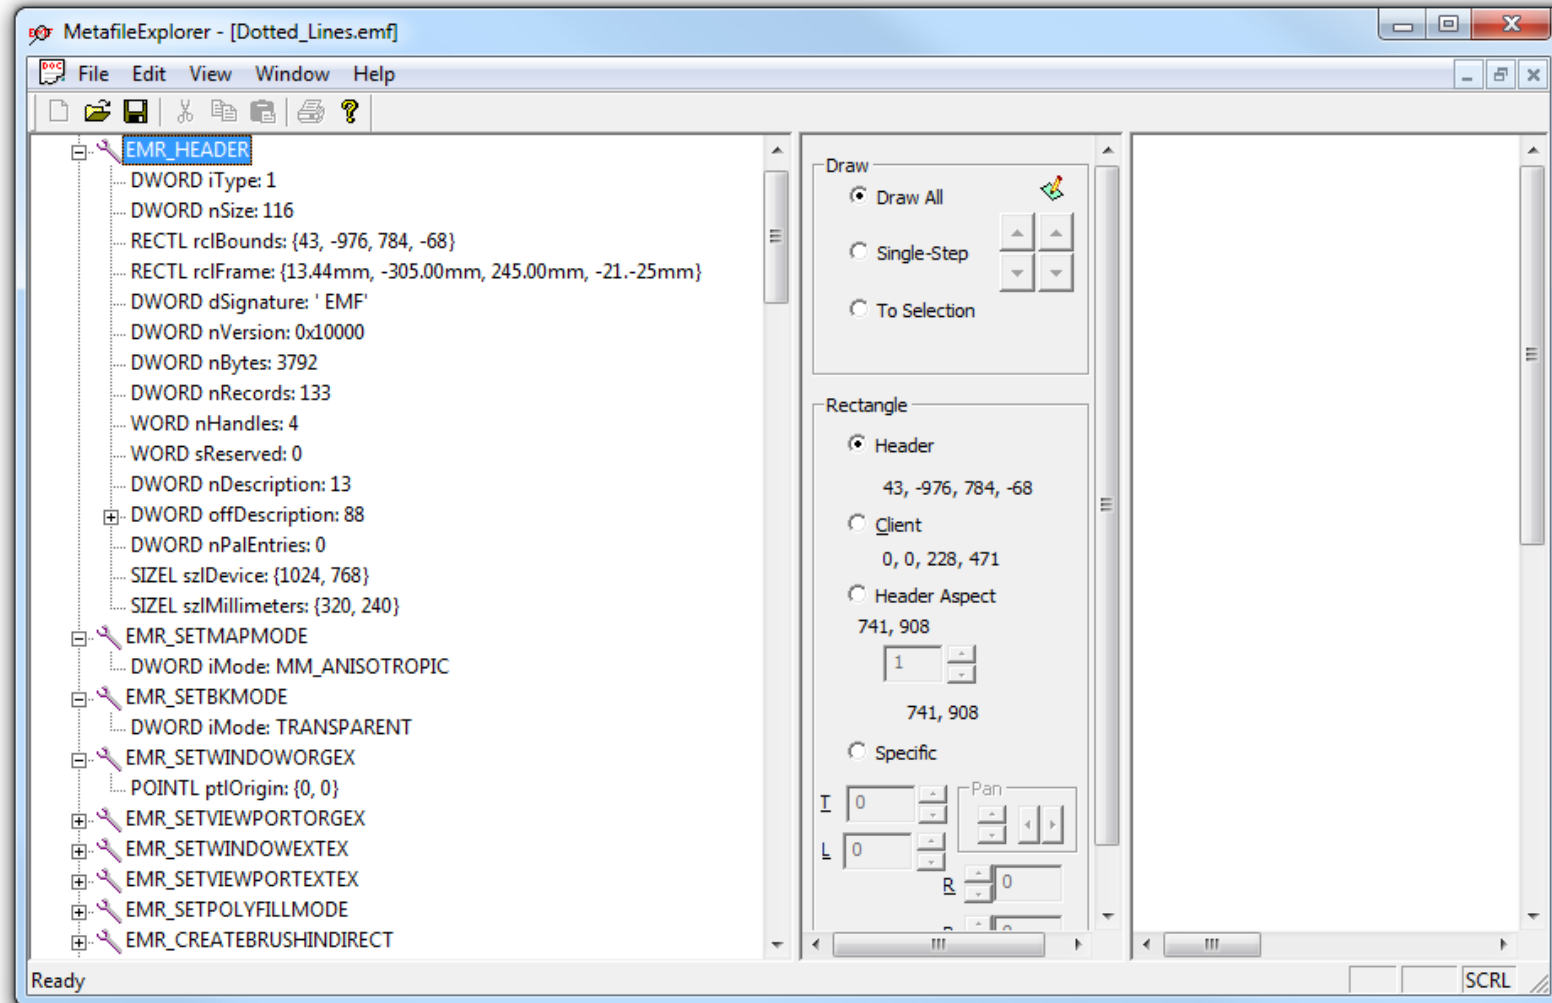 MetafileExplorer - [Dotted_Lines.emf]
File Edit View Window Help
EMR_HEADER
DWORD iType: 1
DWORD nSize: 116
RECTL rclBounds: {43, -976, 784, -68}
RECTL rclFrame: {13.44mm, -305.00mm, 245.00mm, -21.-25mm}
DWORD dSignature: ' EMF'
DWORD nVersion: 0x10000
DWORD nBytes: 3792
DWORD nRecords: 133
WORD nHandles: 4
WORD sReserved: 0
DWORD nDescription: 13
DWORD offDescription: 88
DWORD nPalEntries: 0
SIZEL szlDevice: {1024, 768}
SIZEL szlMillimeters: {320, 240}
EMR_SETMAPMODE
DWORD iMode: MM_ANISOTROPIC
EMR_SETBKMODE
DWORD iMode: TRANSPARENT
EMR_SETWINDOWORGEX
POINTL ptlOrigin: {0, 0}
EMR_SETVIEWPORTORGEX
EMR_SETWINDOWEXTEX
EMR_SETVIEWPORTEXTEX
EMR_SETPOLYFILLMODE
EMR_CREATEBRUSHINDIRECT
Draw
Draw All
Single-Step
To Selection
Rectangle
Header
43, -976, 784, -68
Client
0, 0, 228, 471
Header Aspect
741, 908
1
741, 908
Specific
T 0
Pan
L 0
R 0
Ready
SCRL